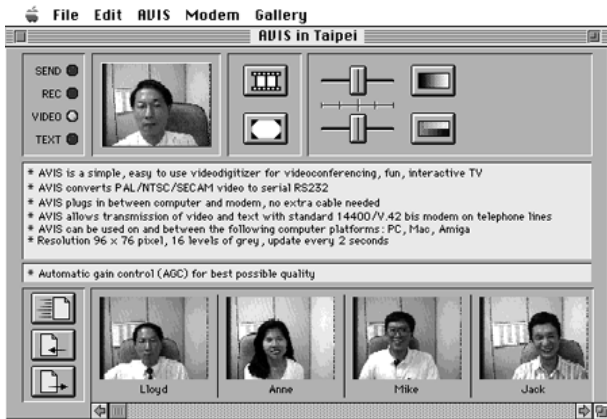 File Edit AVIS Modem Gallery
AVIS in Taipei
SEND
REC
VIDEO
TEXT
* AVIS is a simple, easy to use videodigitizer for videoconferencing, fun, interactive TV
* AVIS converts PAL/NTSC/SECAM video to serial RS232
* AVIS plugs in between computer and modem, no extra cable needed
* AVIS allows transmission of video and text with standard 14400/V.42 bis modem on telephone lines
* AVIS can be used on and between the following computer platforms: PC, Mac, Amiga
* Resolution 96 x 76 pixel, 16 levels of grey, update every 2 seconds
* Automatic gain control (AGC) for best possible quality
Lloyd Anne Mike Jack